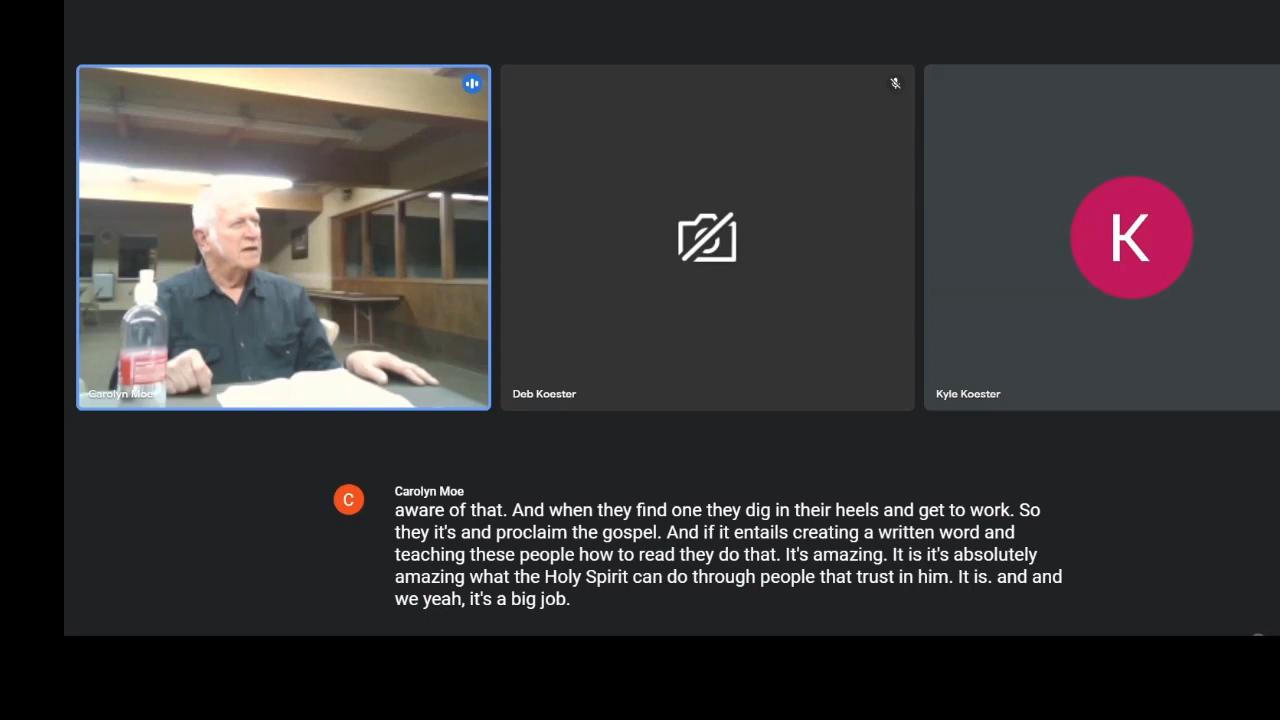 Carolyn Moe
Deb Koester
K
Kyle Koester
C
Carolyn Moe
aware of that. And when they find one they dig in their heels and get to work. So
they it's and proclaim the gospel. And if it entails creating a written word and
teaching these people how to read they do that. It's amazing. It is it's absolutely
amazing what the Holy Spirit can do through people that trust in him. It is. and and
we yeah, it's a big job.